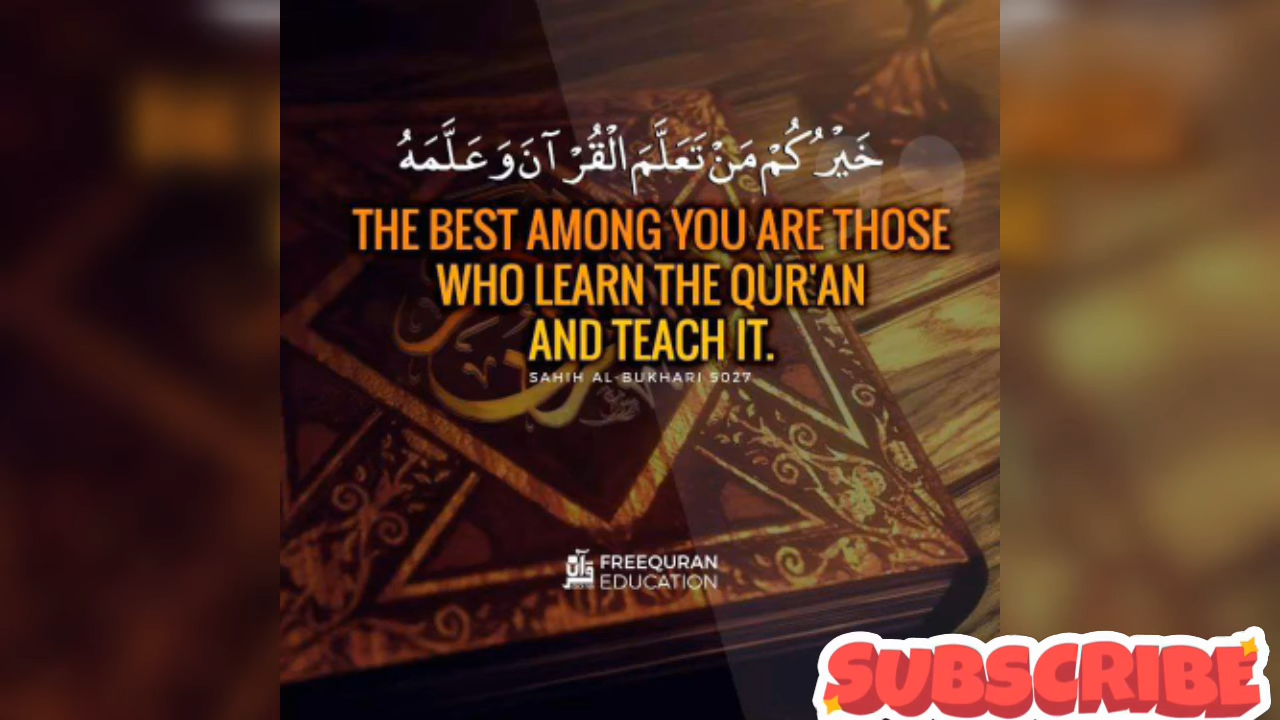 خَيْرُكُمْ مَنْ تَعَلَّمَ الْقُرْآنَ وَعَلَّمَهُ
THE BEST AMONG YOU ARE THOSE
WHO LEARN THE QUR'AN
AND TEACH IT.
SAHIH AL-BUKHARI 5027
FREEQURAN
EDUCATION
SUBSCRIBE